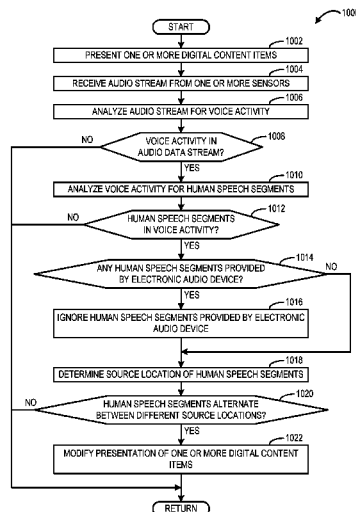 1000
START
1002
PRESENT ONE OR MORE DIGITAL CONTENT ITEMS
1004
RECEIVE AUDIO STREAM FROM ONE OR MORE SENSORS
1006
ANALYZE AUDIO STREAM FOR VOICE ACTIVITY
1008
NO
VOICE ACTIVITY IN
AUDIO DATA STREAM?
YES
1010
ANALYZE VOICE ACTIVITY FOR HUMAN SPEECH SEGMENTS
1012
NO
HUMAN SPEECH SEGMENTS
IN VOICE ACTIVITY?
YES
1014
ANY HUMAN SPEECH SEGMENTS PROVIDED
BY ELECTRONIC AUDIO DEVICE?
NO
YES
1016
IGNORE HUMAN SPEECH SEGMENTS PROVIDED BY ELECTRONIC
AUDIO DEVICE
1018
DETERMINE SOURCE LOCATION OF HUMAN SPEECH SEGMENTS
1020
NO
HUMAN SPEECH SEGMENTS ALTERNATE
BETWEEN DIFFERENT SOURCE LOCATIONS?
YES
1022
MODIFY PRESENTATION OF ONE OR MORE DIGITAL CONTENT
ITEMS
RETURN